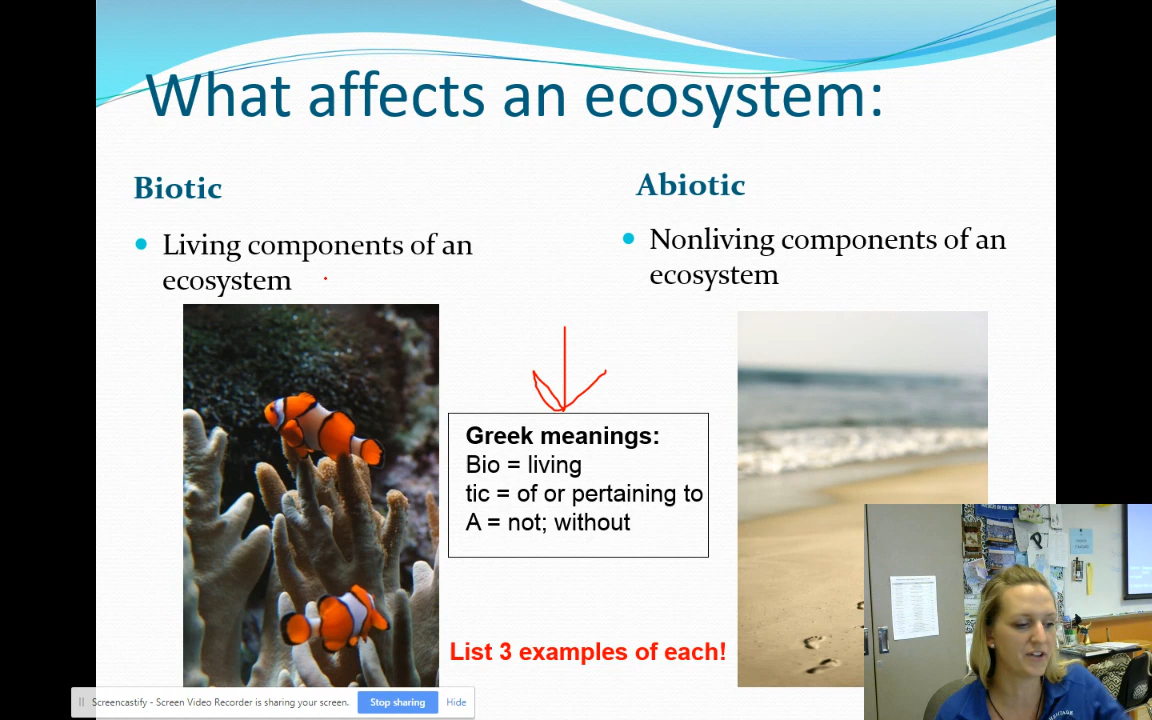 What affects an ecosystem:
Biotic
Living components of an
ecosystem
Abiotic
Nonliving components of an
ecosystem
Greek meanings:
Bio = living
tic = of or pertaining to
A = not; without
List 3 examples of each!
Screencastify - Screen Video Recorder is sharing your screen.
Stop sharing
Hide